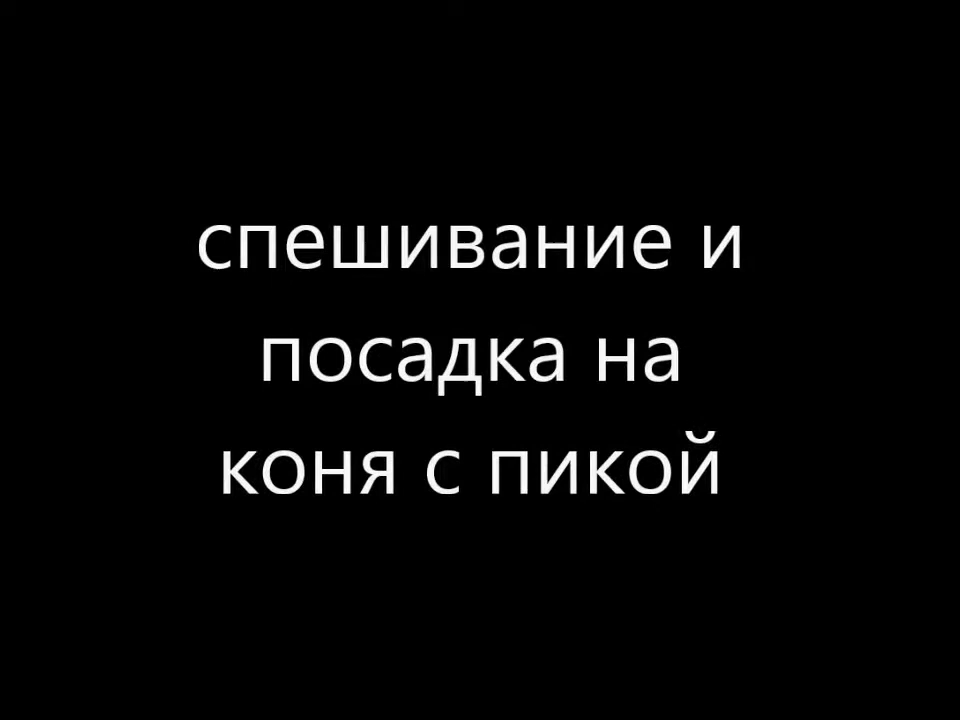 спешивание и
посадка на
коня с пикой